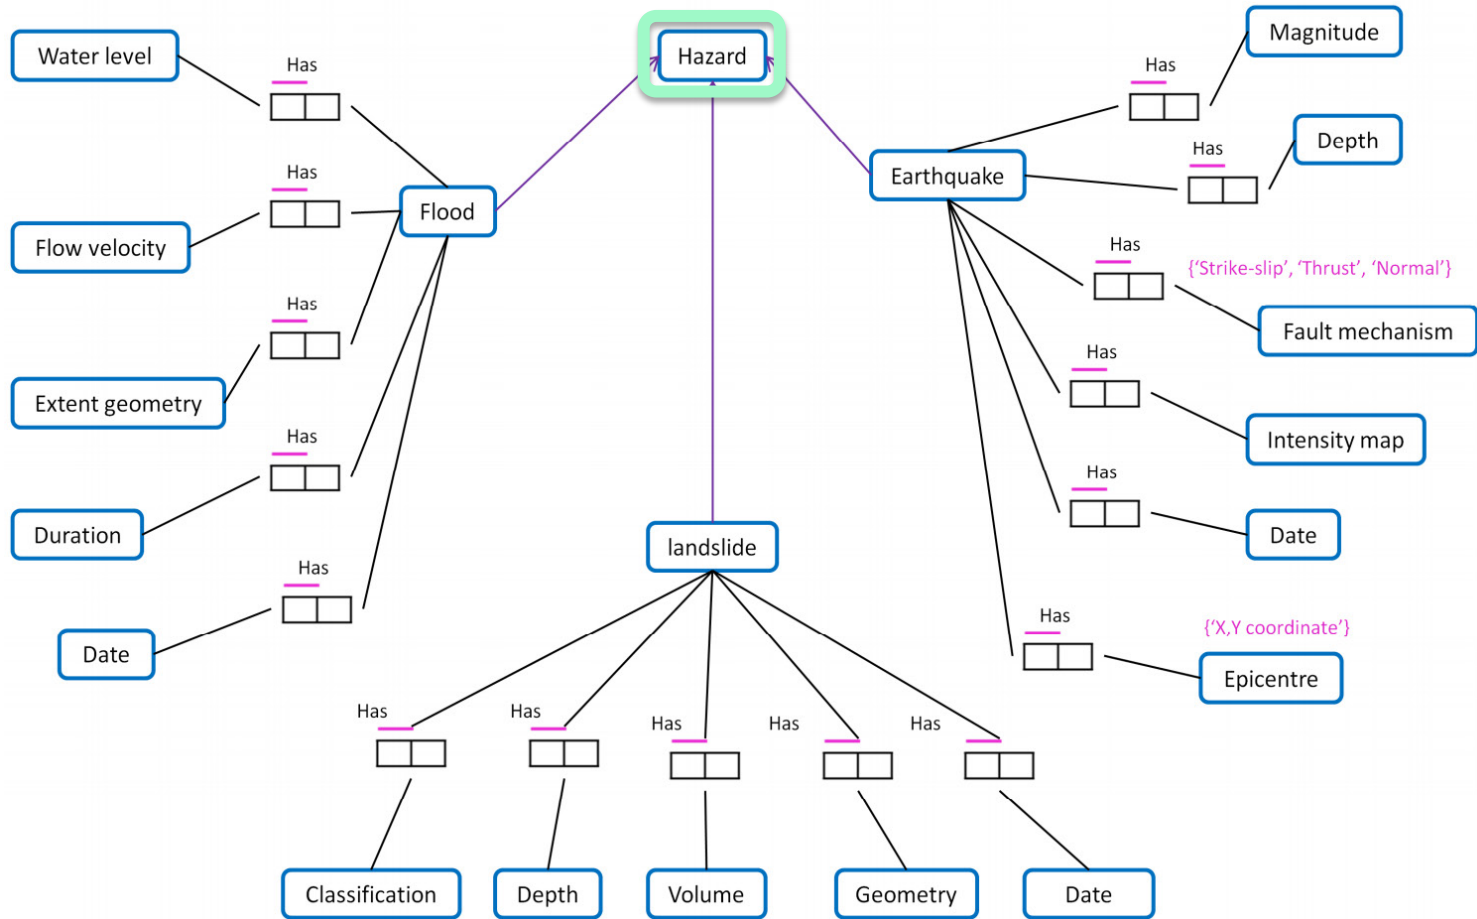 Hazard
Water level
Has
Flow velocity
Has
Extent geometry
Has
Duration
Has
Date
Has
Flood
Earthquake
Has
Magnitude
Has
Depth
Has
{'Strike-slip', 'Thrust', 'Normal'}
Fault mechanism
Has
Intensity map
Has
Date
Has
{'X,Y coordinate'}
Epicentre
landslide
Has
Has
Has
Has
Has
Classification
Depth
Volume
Geometry
Date